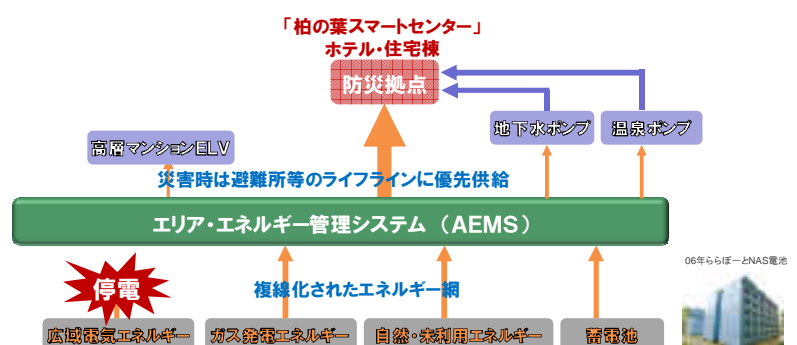 「柏の葉スマートセンター」
ホテル・住宅棟
防災拠点
地下水ポンプ
温泉ポンプ
高層マンションELV
災害時は避難所等のライフラインに優先供給
エリア・エネルギー管理システム（AEMS）
06年ららぽーとNAS電池
停電
複線化されたエネルギー網
広域電気エネルギー
ガス発電エネルギー
自然・未利用エネルギー
蓄電池